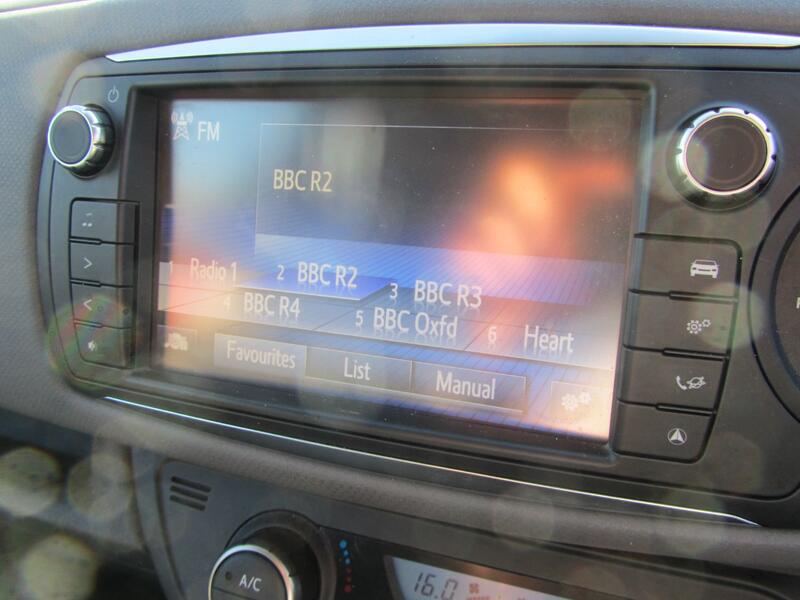 FM
BBC R2
1 Radio 1 2 BBC R2 3 BBC R3
4 BBC R4 5 BBC Oxfd 6 Heart
Favourites List Manual
A/C 16.0